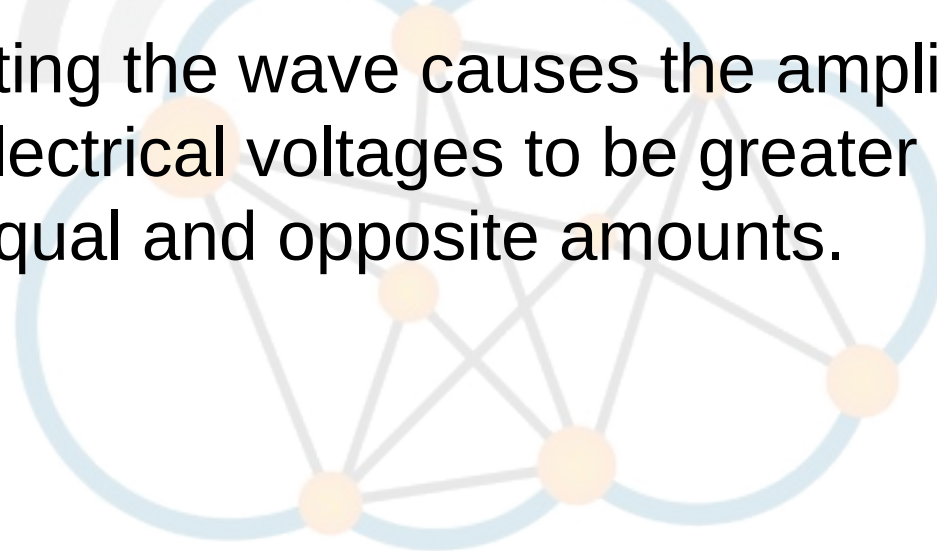 ting the wave causes the ampli
lectrical voltages to be greater
qual and opposite amounts.